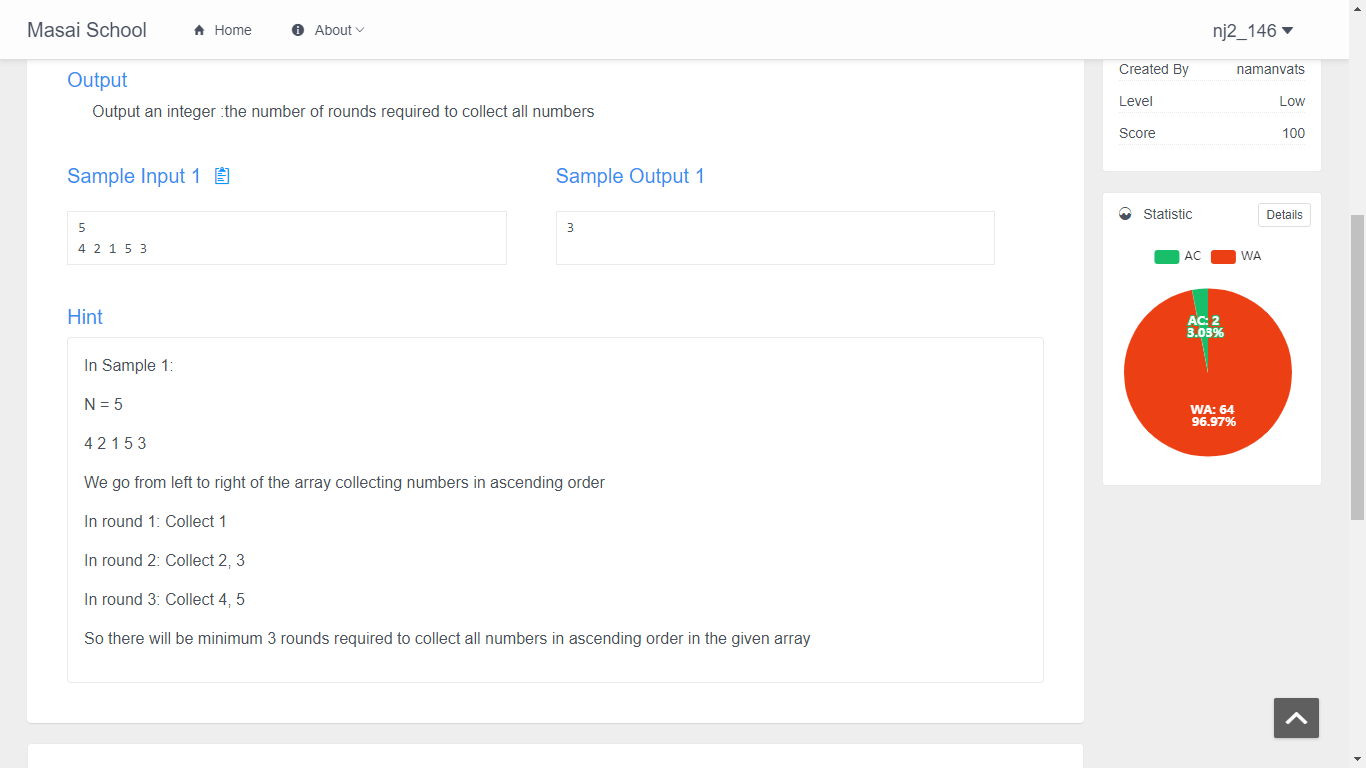 Masai School
Home
About
nj2_146
Output
Output an integer :the number of rounds required to collect all numbers
Sample Input 1
Sample Output 1
5
4 2 1 5 3
3
Hint
In Sample 1:
N = 5
4 2 1 5 3
We go from left to right of the array collecting numbers in ascending order
In round 1: Collect 1
In round 2: Collect 2, 3
In round 3: Collect 4, 5
So there will be minimum 3 rounds required to collect all numbers in ascending order in the given array
Created By namanvats
Level Low
Score 100
Statistic
Details
AC WA
AC: 2
3.03%
WA: 64
96.97%